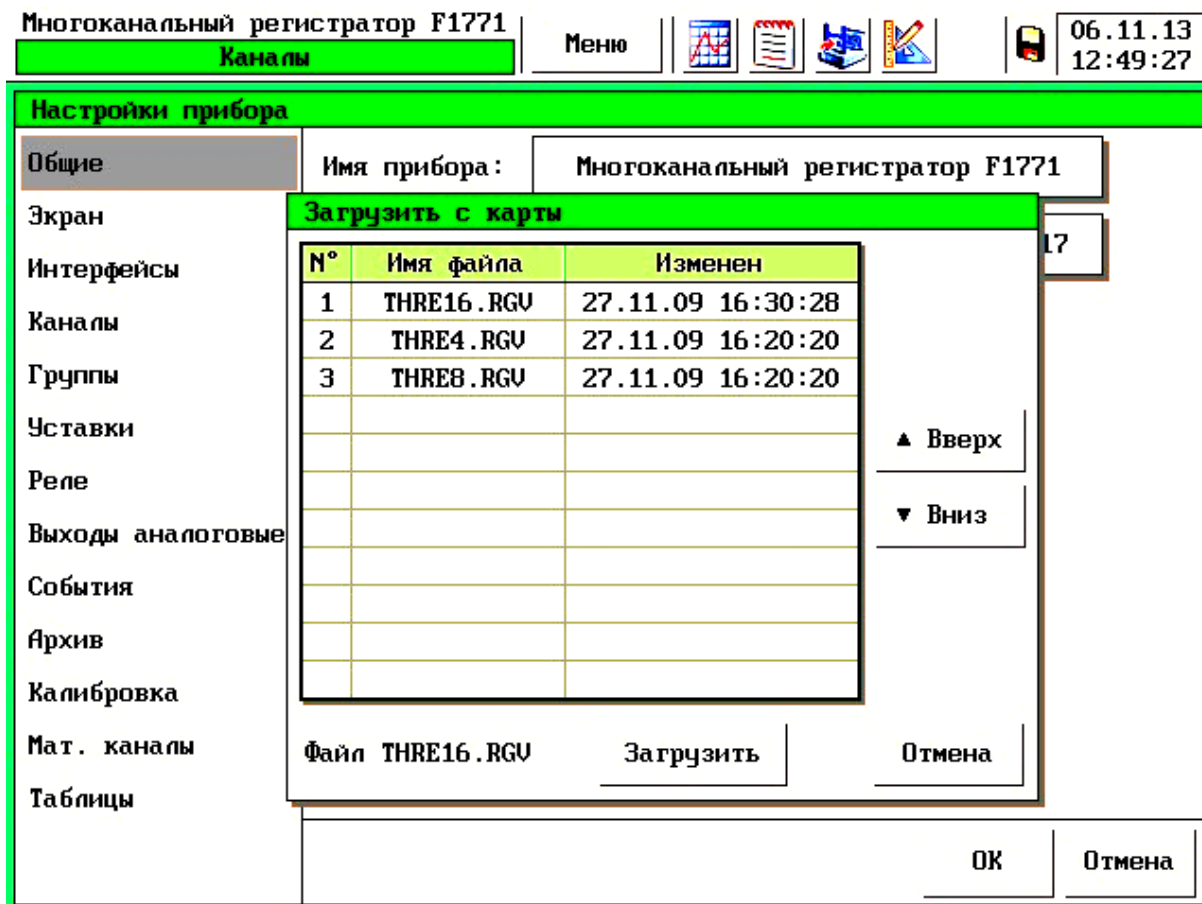 Многоканальный регистратор F1771
Каналы
Меню
06.11.13
12:49:27
Настройки прибора
Общие
Экран
Интерфейсы
Каналы
Группы
Уставки
Реле
Выходы аналоговые
События
Архив
Калибровка
Мат. каналы
Таблицы
Имя прибора: Многоканальный регистратор F1771
17
Загрузить с карты
N° Имя файла Изменен
1 THRE16.RGV 27.11.09 16:30:28
2 THRE4.RGV 27.11.09 16:20:20
3 THRE8.RGV 27.11.09 16:20:20
▲ Вверх
▼ Вниз
Файл THRE16.RGV Загрузить Отмена
ОК Отмена